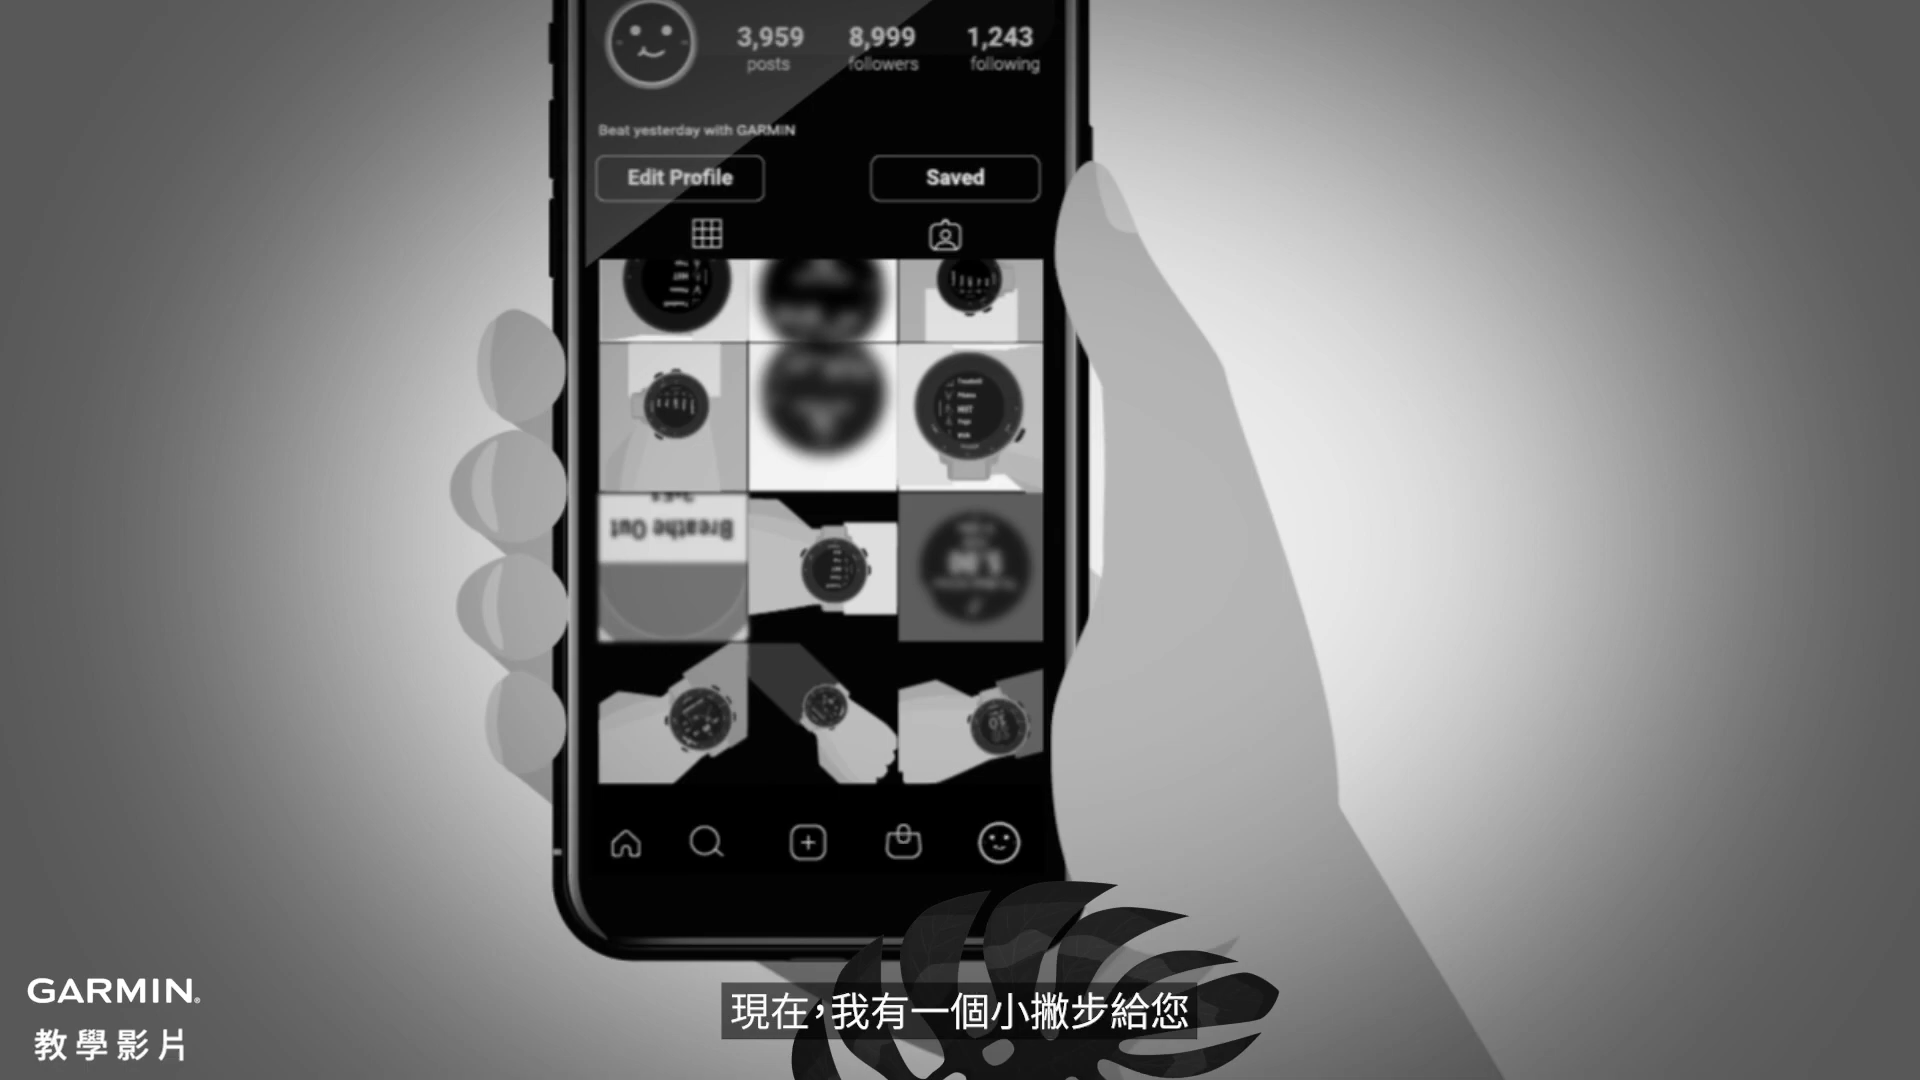 3,959
8,999
1,243
posts
followers
following
Beat yesterday with GARMIN
Edit Profile
Saved
HIIT
Breathe Out
GARMIN®
教學影片
現在，我有一個小撇步給您